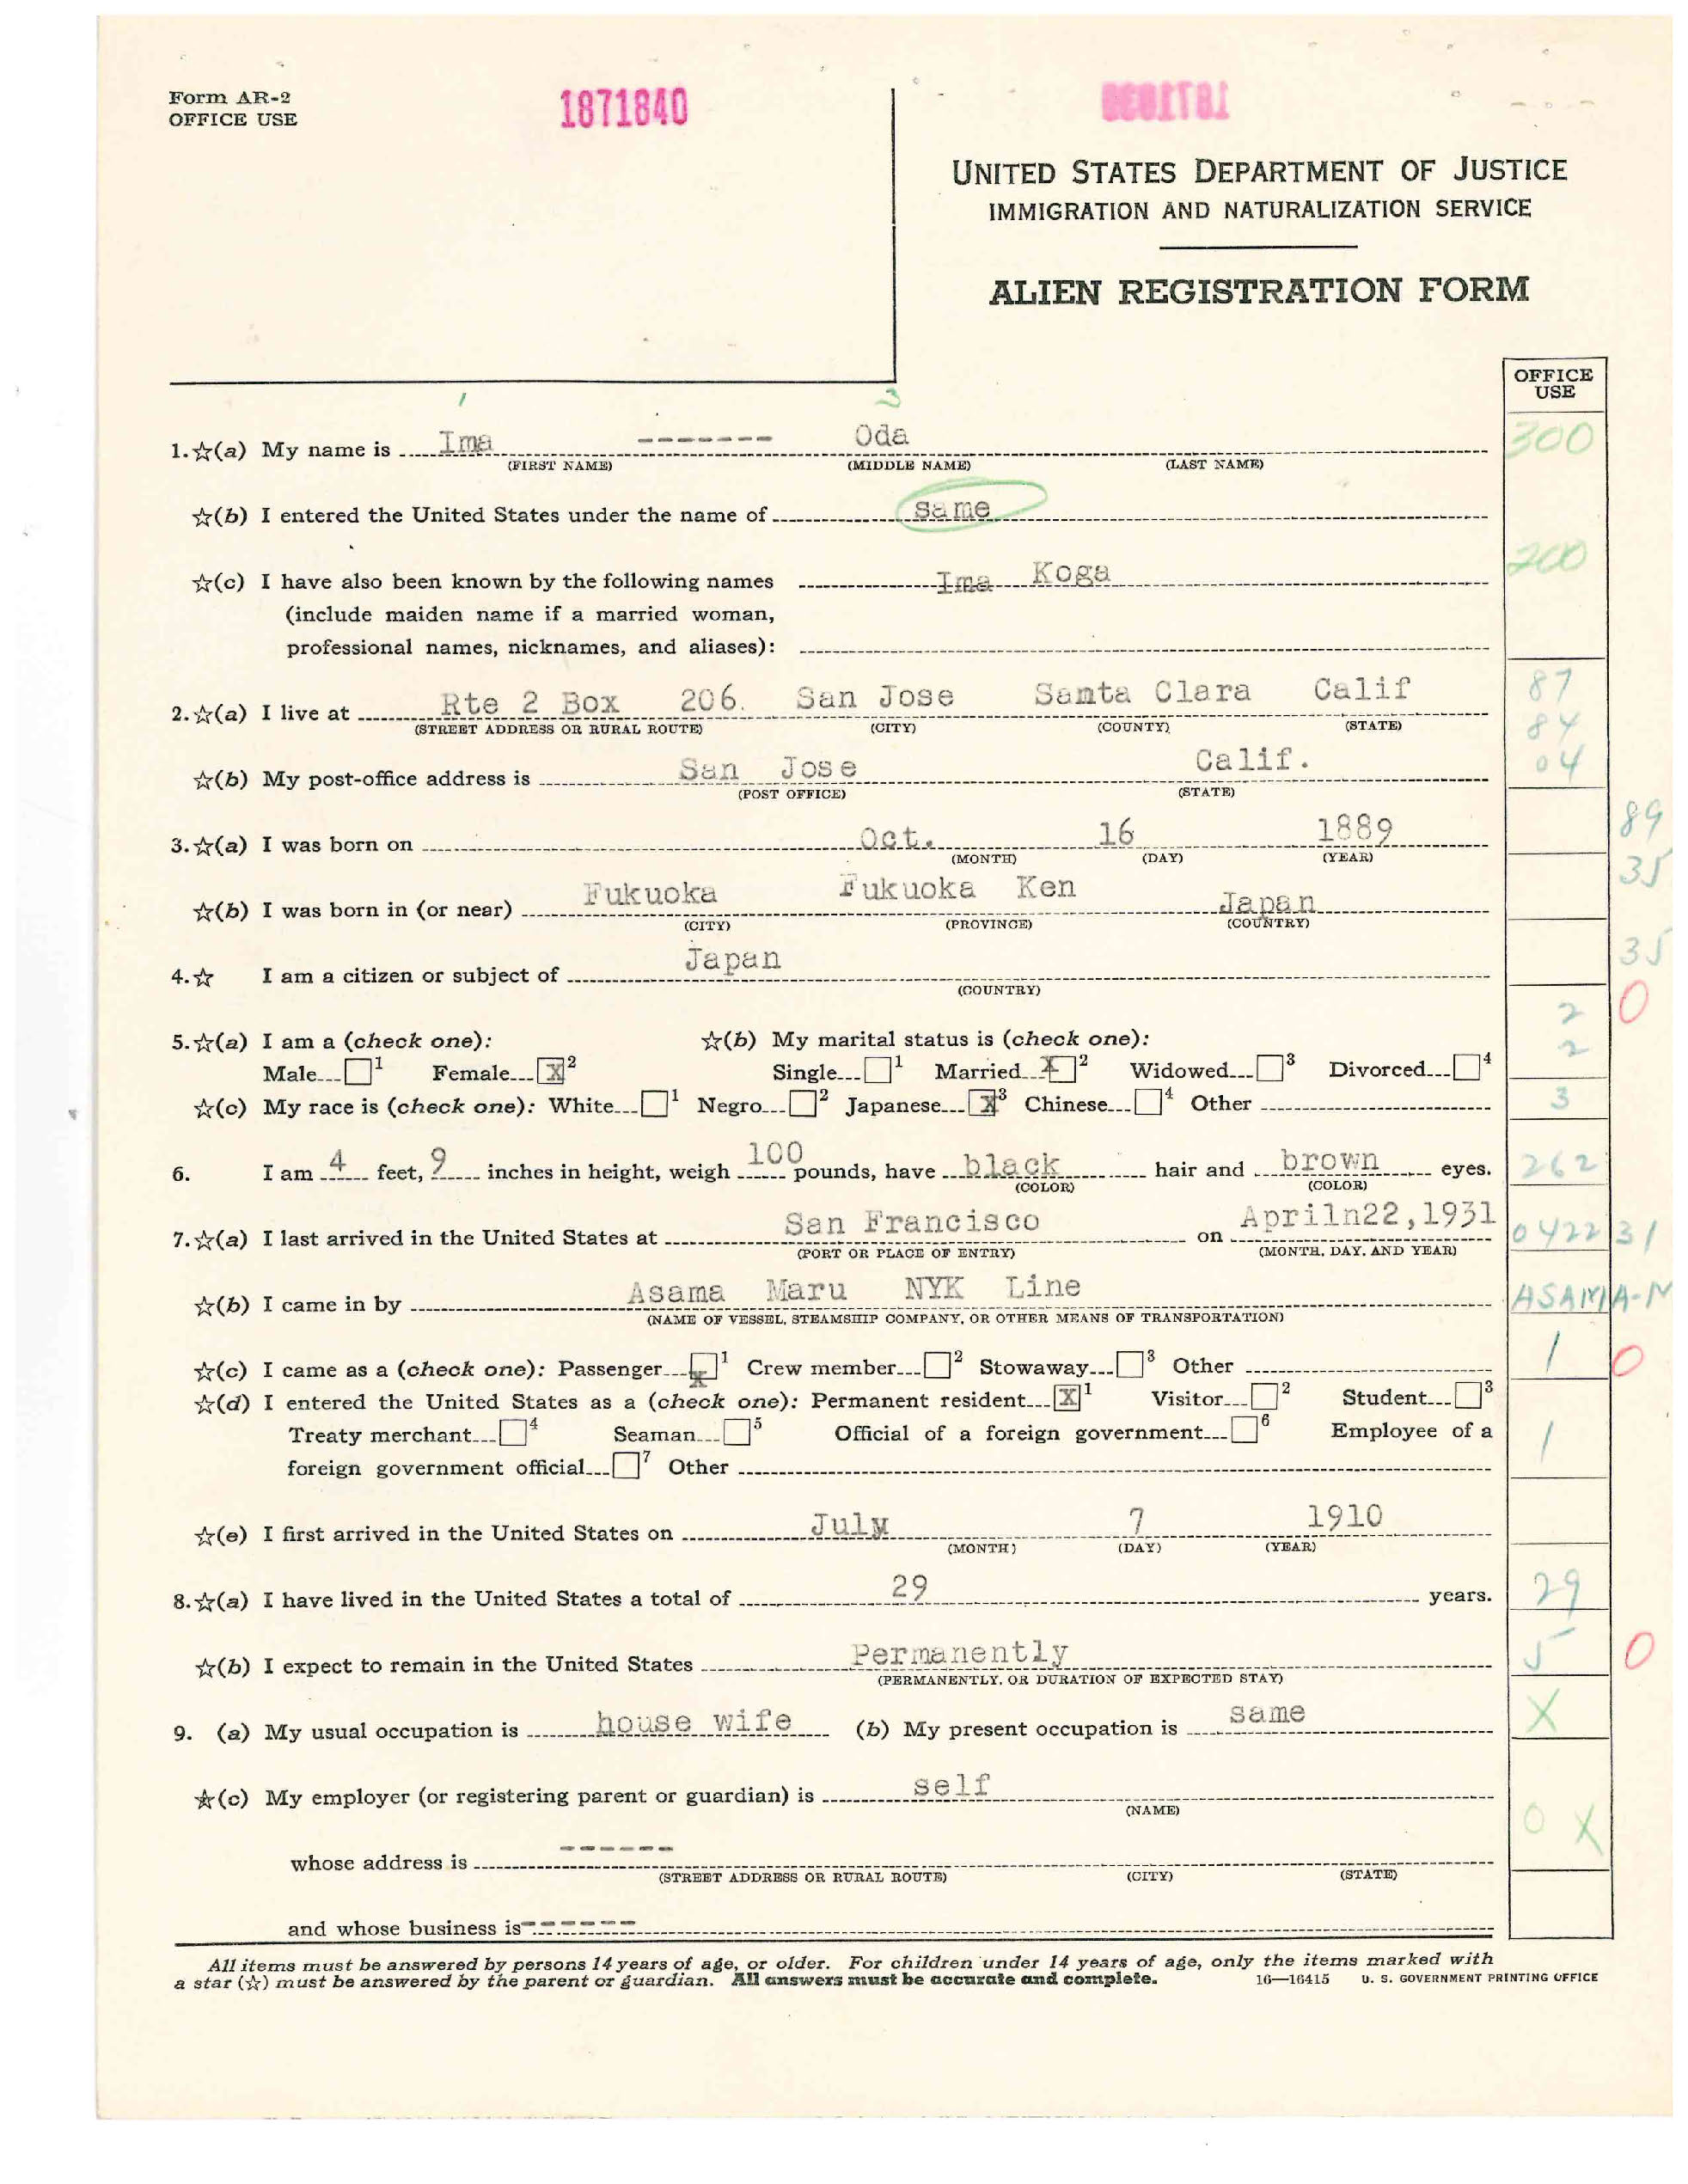 Form AR-2
OFFICE USE
1871840
UNITED STATES DEPARTMENT OF JUSTICE
IMMIGRATION AND NATURALIZATION SERVICE
ALIEN REGISTRATION FORM
OFFICE
USE
1 3
1.☆(a) My name is Ima -------- Oda 300
(FIRST NAME) (MIDDLE NAME) (LAST NAME)
☆(b) I entered the United States under the name of same
☆(c) I have also been known by the following names Ima Koga 200
(include maiden name if a married woman,
professional names, nicknames, and aliases):
2.☆(a) I live at Rte 2 Box 206. San Jose Santa Clara Calif 87
(STREET ADDRESS OR RURAL ROUTE) (CITY) (COUNTY) (STATE) 84
☆(b) My post-office address is San Jose Calif. 04
(POST OFFICE) (STATE)
3.☆(a) I was born on Oct. 16 1889 89
(MONTH) (DAY) (YEAR) 35
☆(b) I was born in (or near) Fukuoka Fukuoka Ken Japan
(CITY) (PROVINCE) (COUNTRY)
4.☆ I am a citizen or subject of Japan 35
(COUNTRY) 0
5.☆(a) I am a (check one): ☆(b) My marital status is (check one): 2
Male 1 Female X 2 Single 1 Married X 2 Widowed 3 Divorced 4 2
☆(c) My race is (check one): White 1 Negro 2 Japanese X 3 Chinese 4 Other 3
6. I am 4 feet, 9 inches in height, weigh 100 pounds, have black hair and brown eyes. 262
(COLOR) (COLOR)
7.☆(a) I last arrived in the United States at San Francisco on Apriln22,1931 042231
(PORT OR PLACE OF ENTRY) (MONTH, DAY, AND YEAR)
☆(b) I came in by Asama Maru NYK Line ASAMA-M
(NAME OF VESSEL, STEAMSHIP COMPANY, OR OTHER MEANS OF TRANSPORTATION)
☆(c) I came as a (check one): Passenger X 1 Crew member 2 Stowaway 3 Other 1 0
☆(d) I entered the United States as a (check one): Permanent resident X 1 Visitor 2 Student 3
Treaty merchant 4 Seaman 5 Official of a foreign government 6 Employee of a 1
foreign government official 7 Other
☆(e) I first arrived in the United States on July 7 1910
(MONTH) (DAY) (YEAR)
8.☆(a) I have lived in the United States a total of 29 years. 29
☆(b) I expect to remain in the United States Permanently 5 0
(PERMANENTLY, OR DURATION OF EXPECTED STAY)
9. (a) My usual occupation is house wife (b) My present occupation is same X
☆(c) My employer (or registering parent or guardian) is self
(NAME) 0 X
whose address is ------
(STREET ADDRESS OR RURAL ROUTE) (CITY) (STATE)
and whose business is -------
All items must be answered by persons 14 years of age, or older. For children under 14 years of age, only the items marked with
a star (☆) must be answered by the parent or guardian. All answers must be accurate and complete. 16—16415 U. S. GOVERNMENT PRINTING OFFICE